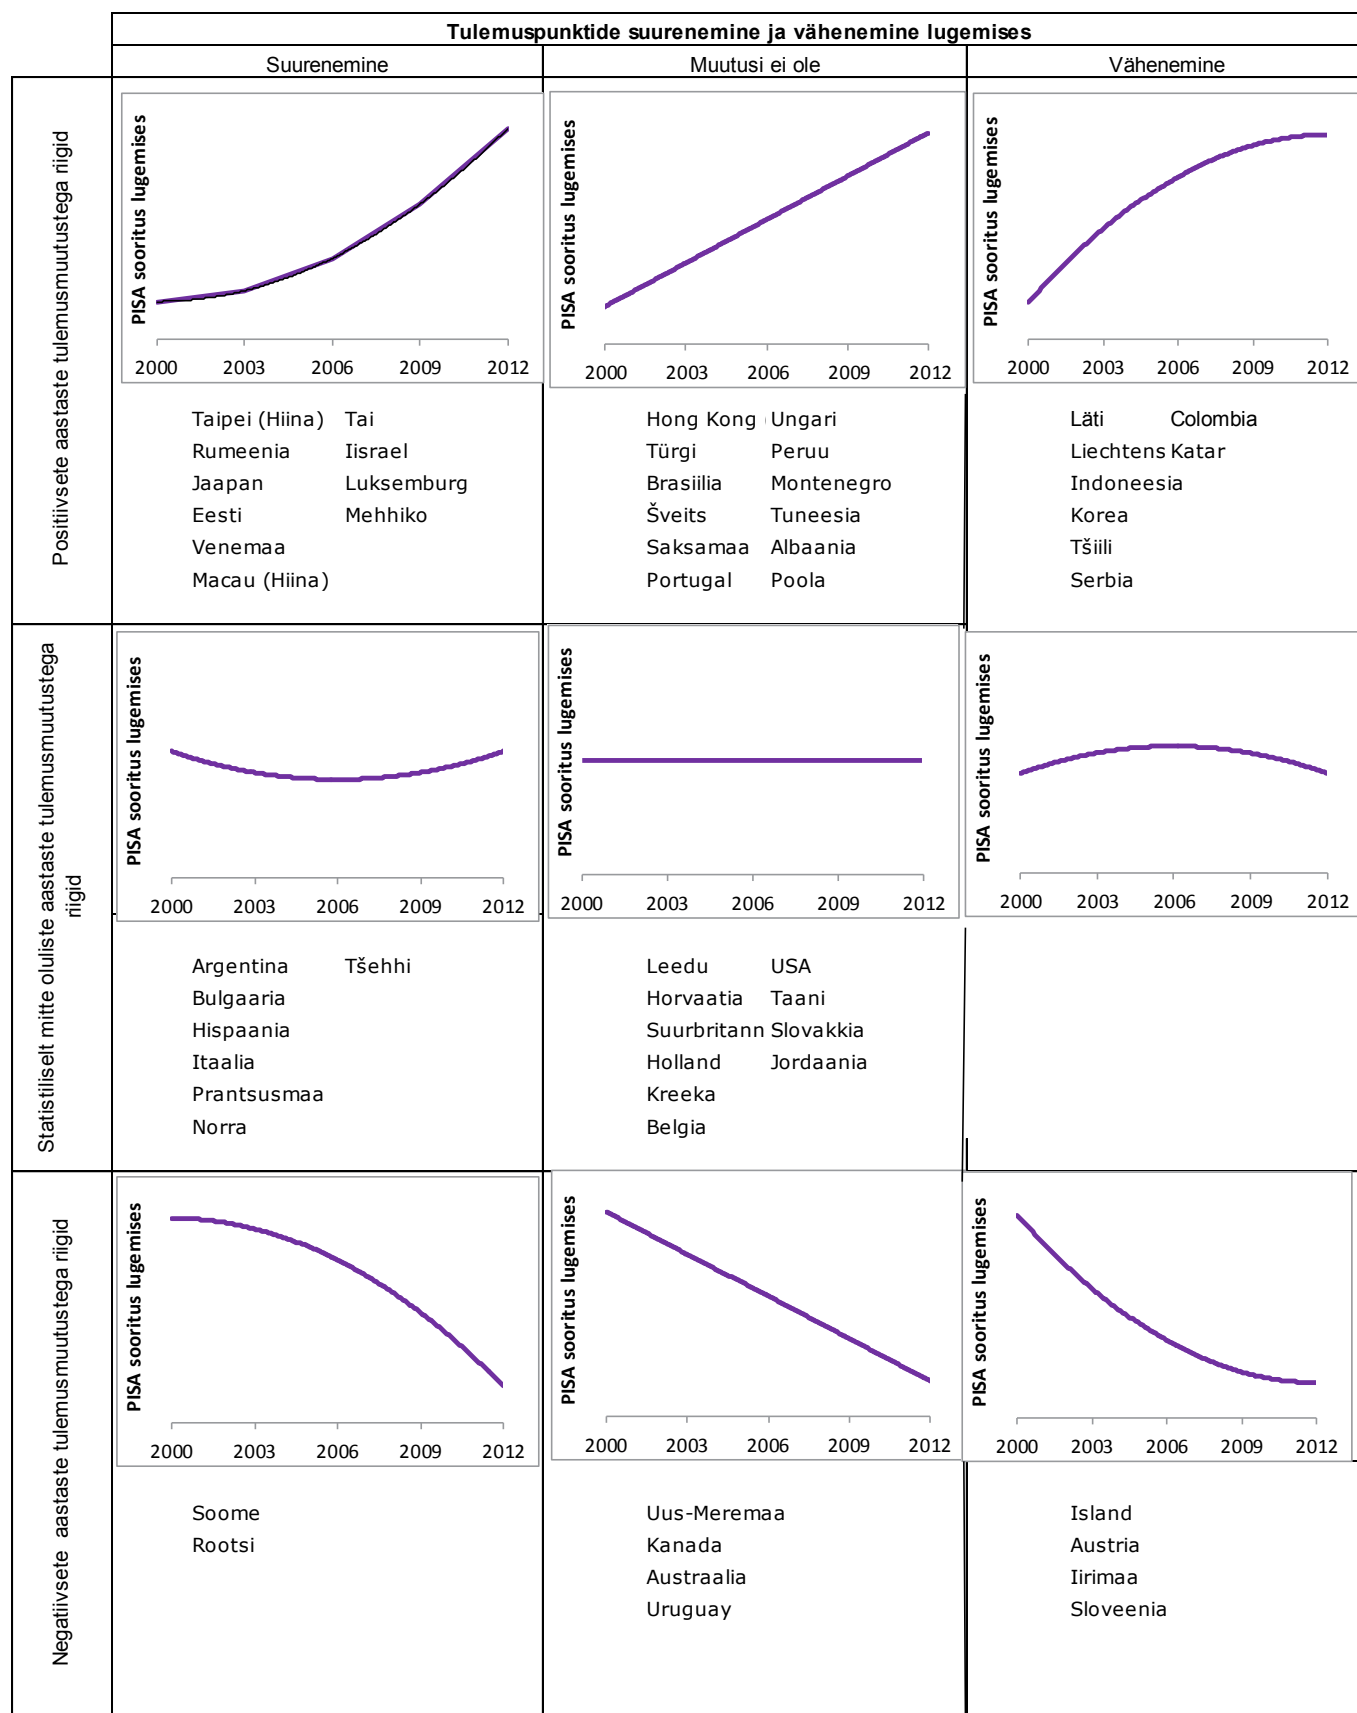 Tulemuspunktide suurenemine ja vähenemine lugemises
Suurenemine
Muutusi ei ole
Vähenemine
Positiivsete aastaste tulemusmuutustega riigid
PISA sooritus lugemises
2000 2003 2006 2009 2012
Taipei (Hiina) Tai
Rumeenia Iisrael
Jaapan Luksemburg
Eesti Mehhiko
Venemaa
Macau (Hiina)
PISA sooritus lugemises
2000 2003 2006 2009 2012
Hong Kong Ungari
Türgi Peruu
Brasiilia Montenegro
Šveits Tuneesia
Saksamaa Albaania
Portugal Poola
PISA sooritus lugemises
2000 2003 2006 2009 2012
Läti Colombia
Liechtens Katar
Indoneesia
Korea
Tšiili
Serbia
Statistiliselt mitte oluliste aastaste tulemusmuutustega
riigid
PISA sooritus lugemises
2000 2003 2006 2009 2012
Argentina Tšehhi
Bulgaaria
Hispaania
Itaalia
Prantsusmaa
Norra
PISA sooritus lugemises
2000 2003 2006 2009 2012
Leedu USA
Horvaatia Taani
Suurbritann Slovakkia
Holland Jordaania
Kreeka
Belgia
PISA sooritus lugemises
2000 2003 2006 2009 2012
Negatiivsete aastaste tulemusmuutustega riigid
PISA sooritus lugemises
2000 2003 2006 2009 2012
Soome
Rootsi
PISA sooritus lugemises
2000 2003 2006 2009 2012
Uus-Meremaa
Kanada
Austraalia
Uruguay
PISA sooritus lugemises
2000 2003 2006 2009 2012
Island
Austria
Iirimaa
Sloveenia